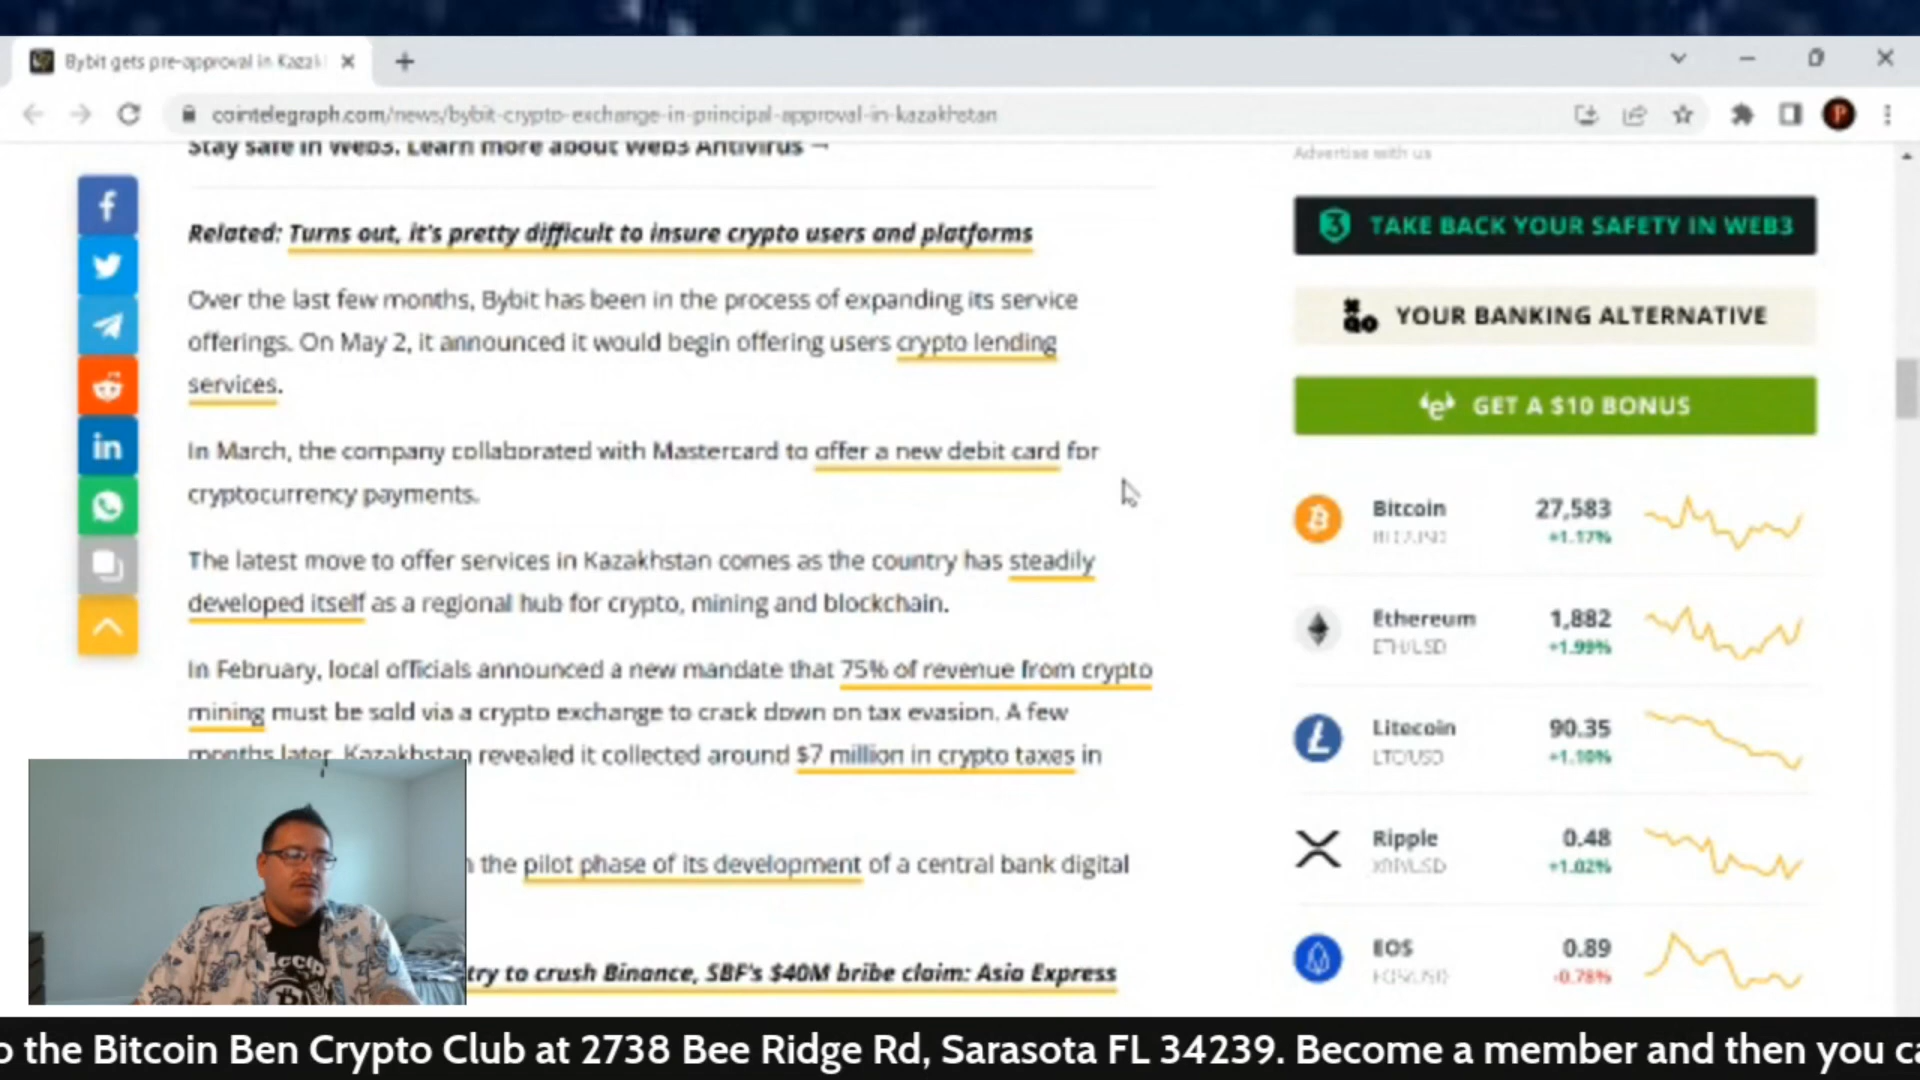 Bybit gets pre-approval in Kazak
cointelegraph.com/news/bybit-crypto-exchange-in-principal-approval-in-kazakhstan
P
Stay safe in Web3. Learn more about Web3 Antivirus →
Related: Turns out, it's pretty difficult to insure crypto users and platforms
Over the last few months, Bybit has been in the process of expanding its service
offerings. On May 2, it announced it would begin offering users crypto lending
services.
In March, the company collaborated with Mastercard to offer a new debit card for
cryptocurrency payments.
The latest move to offer services in Kazakhstan comes as the country has steadily
developed itself as a regional hub for crypto, mining and blockchain.
In February, local officials announced a new mandate that 75% of revenue from crypto
mining must be sold via a crypto exchange to crack down on tax evasion. A few
months later, Kazakhstan revealed it collected around $7 million in crypto taxes in
the pilot phase of its development of a central bank digital
try to crush Binance, SBF's $40M bribe claim: Asia Express
Advertise with us
TAKE BACK YOUR SAFETY IN WEB3
YOUR BANKING ALTERNATIVE
GET A $10 BONUS
Bitcoin 27,583
BTC/USD +1.17%
Ethereum 1,882
ETH/USD +1.99%
Litecoin 90.35
LTC/USD +1.10%
Ripple 0.48
XRP/USD +1.02%
EOS 0.89
EOS/USD -0.78%
o the Bitcoin Ben Crypto Club at 2738 Bee Ridge Rd, Sarasota FL 34239. Become a member and then you ca